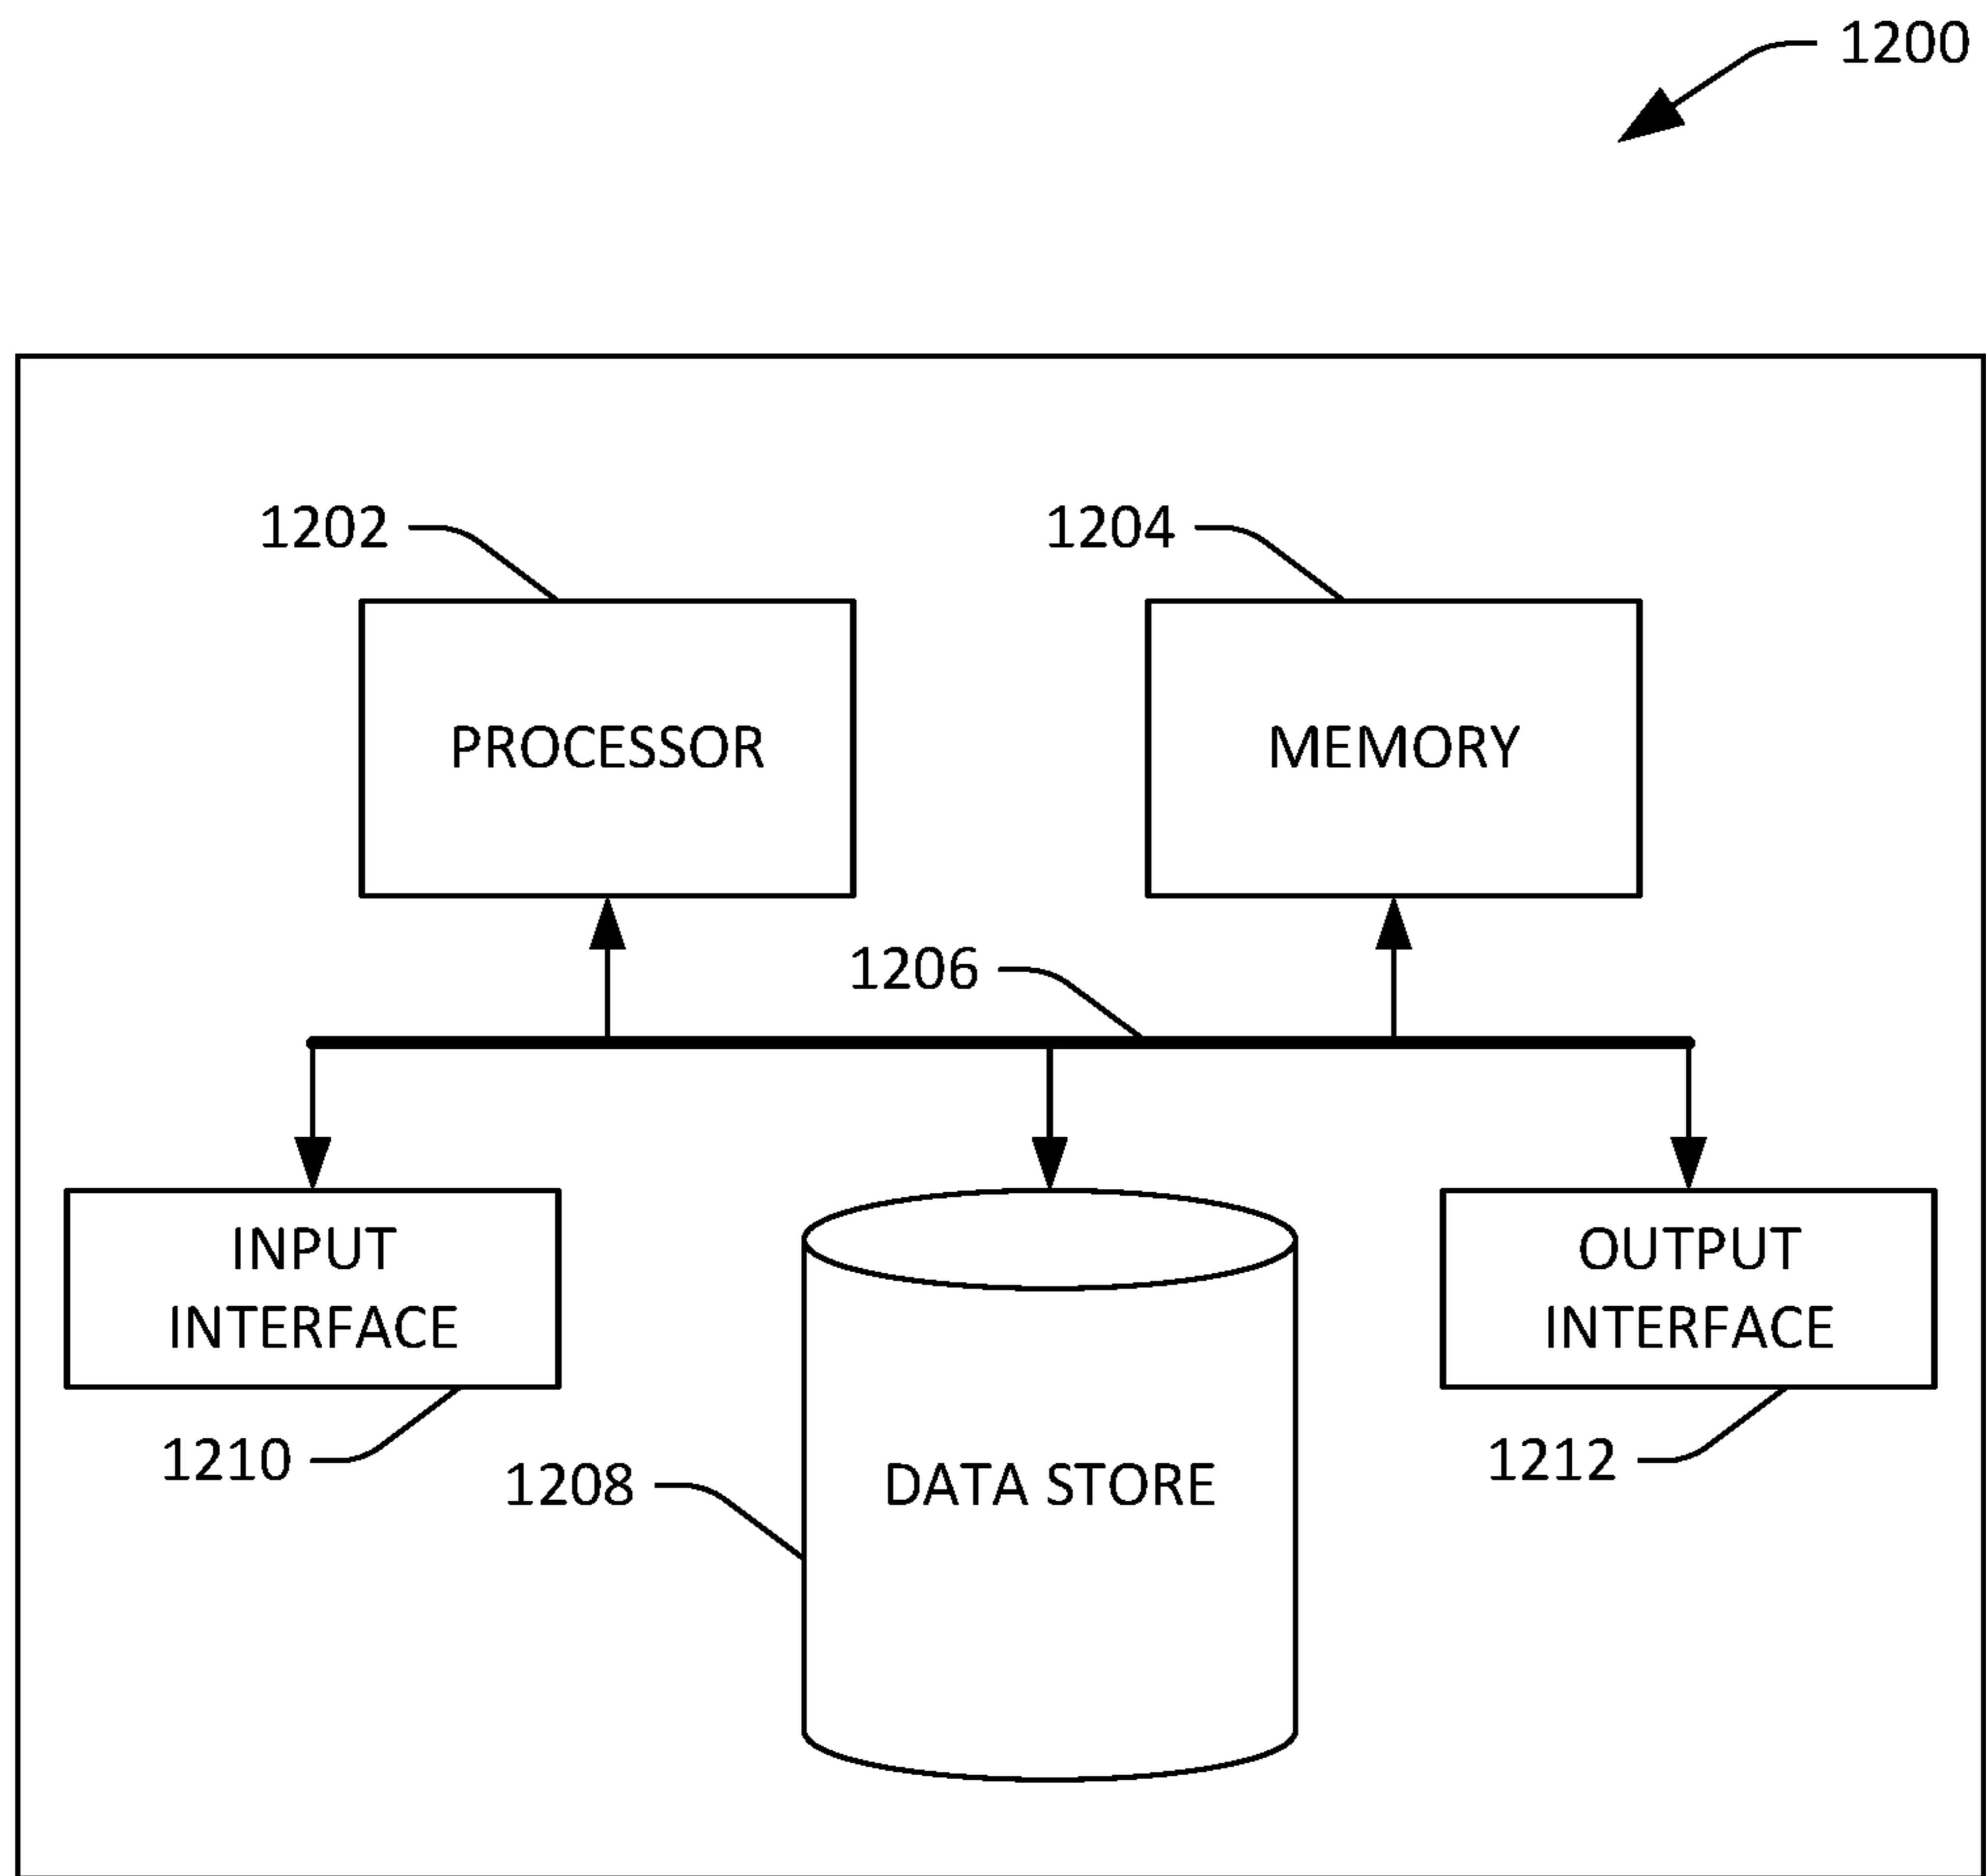 1200
1202
1204
PROCESSOR
MEMORY
1206
INPUT
INTERFACE
OUTPUT
INTERFACE
1210
1208
DATA STORE
1212